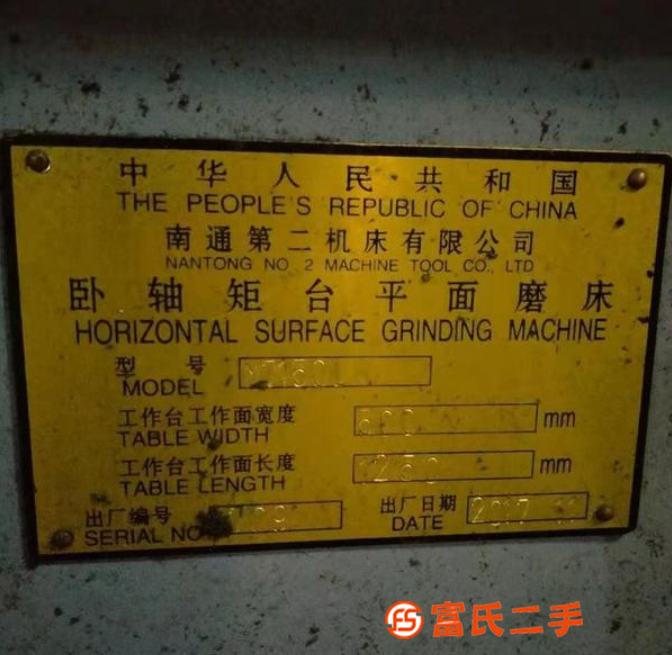 中华人民共和国
THE PEOPLE'S REPUBLIC OF CHINA
南通第二机床有限公司
NANTONG NO 2 MACHINE TOOL CO., LTD
卧轴矩台平面磨床
HORIZONTAL SURFACE GRINDING MACHINE
型号
MODEL
工作台工作面宽度
TABLE WIDTH mm
工作台工作面长度 1250 mm
TABLE LENGTH
出厂编号
SERIAL NO
出厂日期 2017
DATE
FS 富氏二手